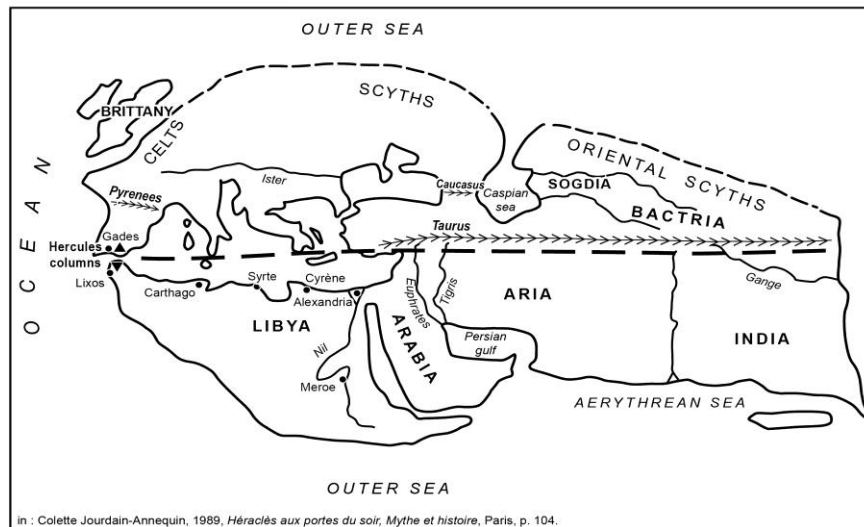 OUTER SEA
SCYTHS
BRITTANY
CELTS
ORIENTAL SCYTHS
Ister
Caucasus
Caspian
sea
SOGDIA
BACTRIA
Pyrenees
Taurus
OCEAN
Gades
Hercules
columns
Lixos
Carthago
Syrte
Cyrène
Alexandria
Euphrates
Tigris
ARIA
Gange
LIBYA
ARABIA
Persian
gulf
INDIA
Nil
Meroe
AERYTHREAN SEA
OUTER SEA
in : Colette Jourdain-Annequin, 1989, Héraclès aux portes du soir, Mythe et histoire, Paris, p. 104.